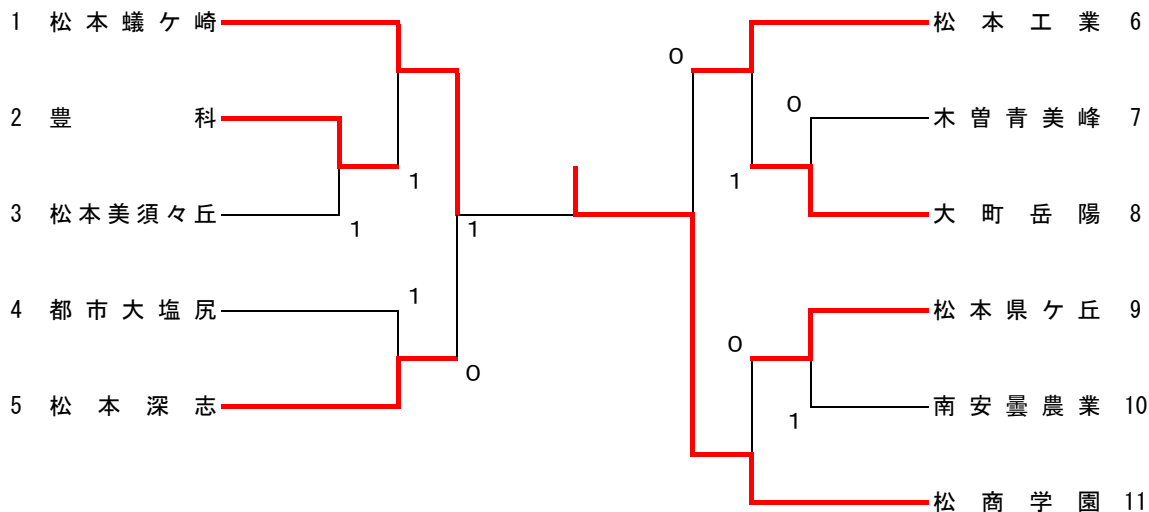 1 松本蟻ケ崎
2 豊科
1
3 松本美須々丘
1
1
1
4 都市大塩尻
0
5 松本深志
松本工業 6
0
0
木曽青美峰 7
1
大町岳陽 8
松本県ケ丘 9
0
南安曇農業 10
1
松商学園 11